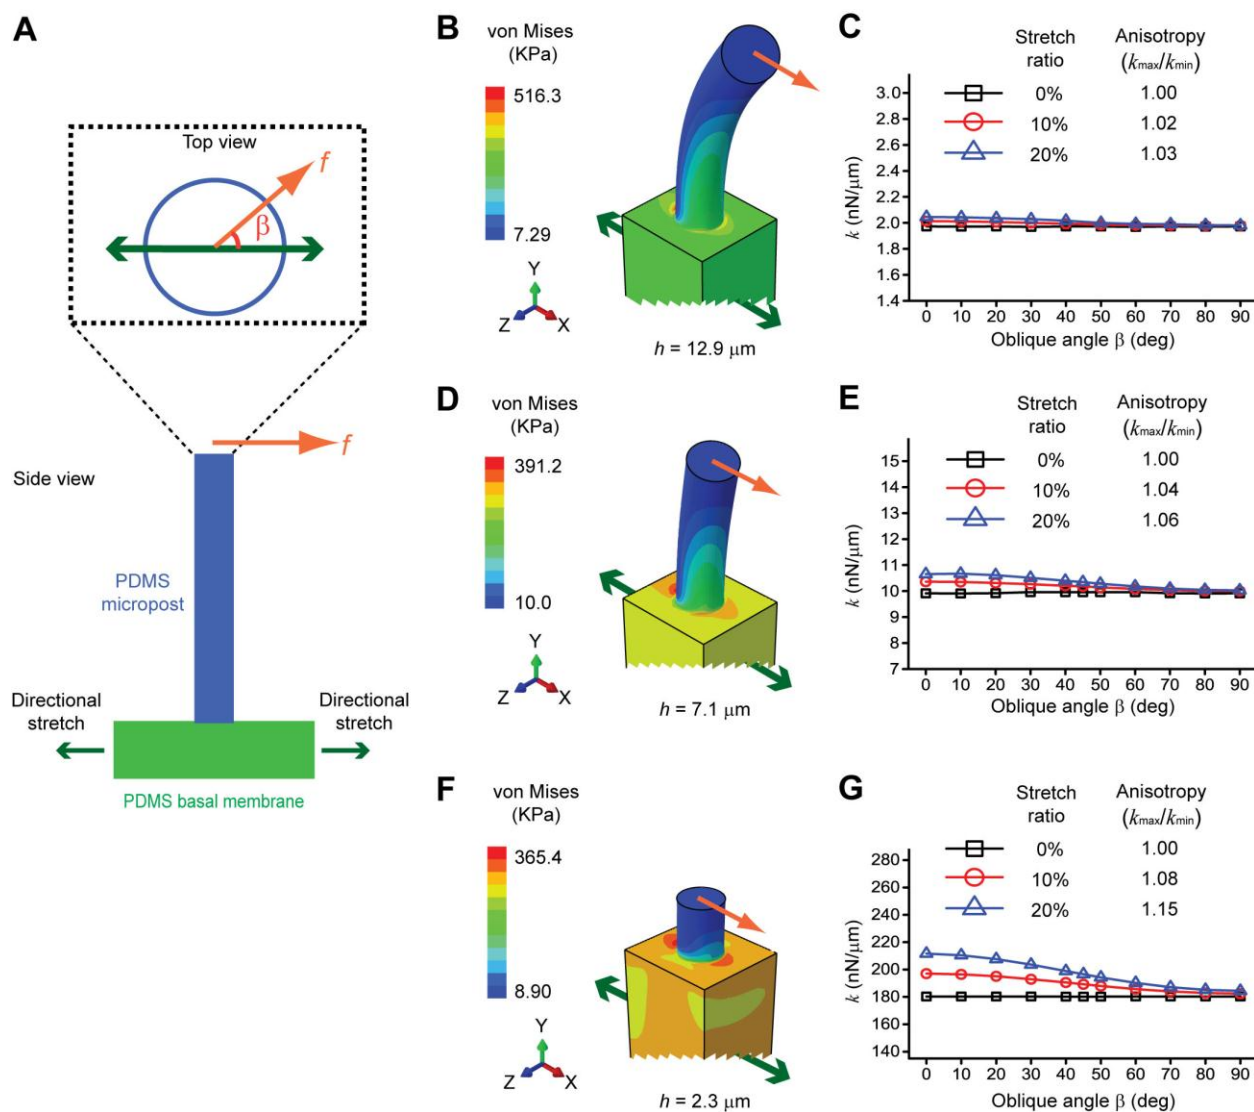 A
Top view
f
β
Side view
f
PDMS
micropost
Directional
stretch
Directional
stretch
PDMS basal membrane
B
von Mises
(KPa)
516.3
7.29
Y
Z
X
h = 12.9 μm
C
Stretch
ratio
Anisotropy
(kmax/kmin)
0%
1.00
10%
1.02
20%
1.03
k (nN/μm)
3.0
2.8
2.6
2.4
2.2
2.0
1.8
1.6
1.4
0 10 20 30 40 50 60 70 80 90
Oblique angle β (deg)
D
von Mises
(KPa)
391.2
10.0
Y
Z
X
h = 7.1 μm
E
Stretch
ratio
Anisotropy
(kmax/kmin)
0%
1.00
10%
1.04
20%
1.06
k (nN/μm)
15
14
13
12
11
10
9
8
7
0 10 20 30 40 50 60 70 80 90
Oblique angle β (deg)
F
von Mises
(KPa)
365.4
8.90
Y
Z
X
h = 2.3 μm
G
Stretch
ratio
Anisotropy
(kmax/kmin)
0%
1.00
10%
1.08
20%
1.15
k (nN/μm)
280
260
240
220
200
180
160
140
0 10 20 30 40 50 60 70 80 90
Oblique angle β (deg)